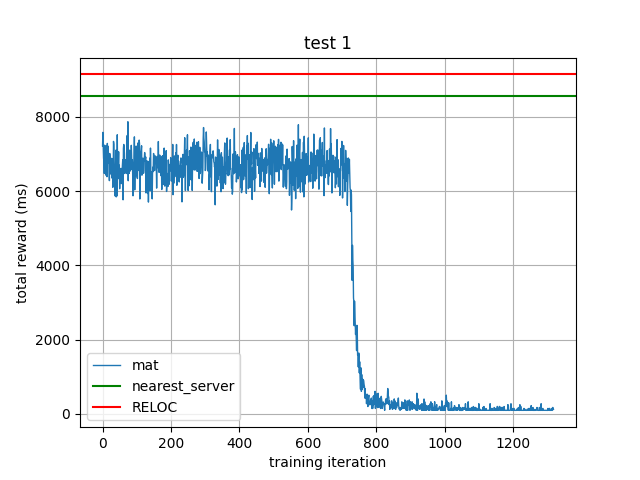 test 1
total reward (ms)
8000
6000
4000
2000
0
mat
nearest_server
RELOC
0 200 400 600 800 1000 1200
training iteration